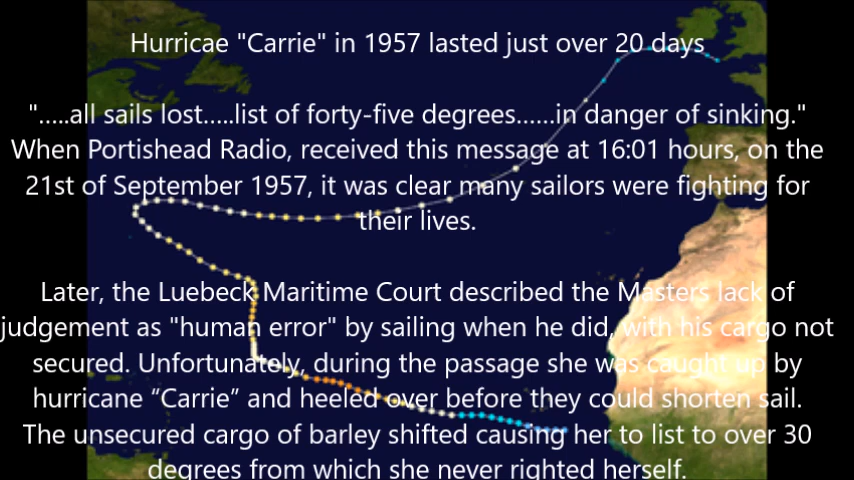 Hurricae "Carrie" in 1957 lasted just over 20 days
".....all sails lost.....list of forty-five degrees......in danger of sinking."
When Portishead Radio, received this message at 16:01 hours, on the
21st of September 1957, it was clear many sailors were fighting for
their lives.
Later, the Luebeck Maritime Court described the Masters lack of
judgement as "human error" by sailing when he did, with his cargo not
secured. Unfortunately, during the passage she was caught up by
hurricane “Carrie” and heeled over before they could shorten sail.
The unsecured cargo of barley shifted causing her to list to over 30
degrees from which she never righted herself.